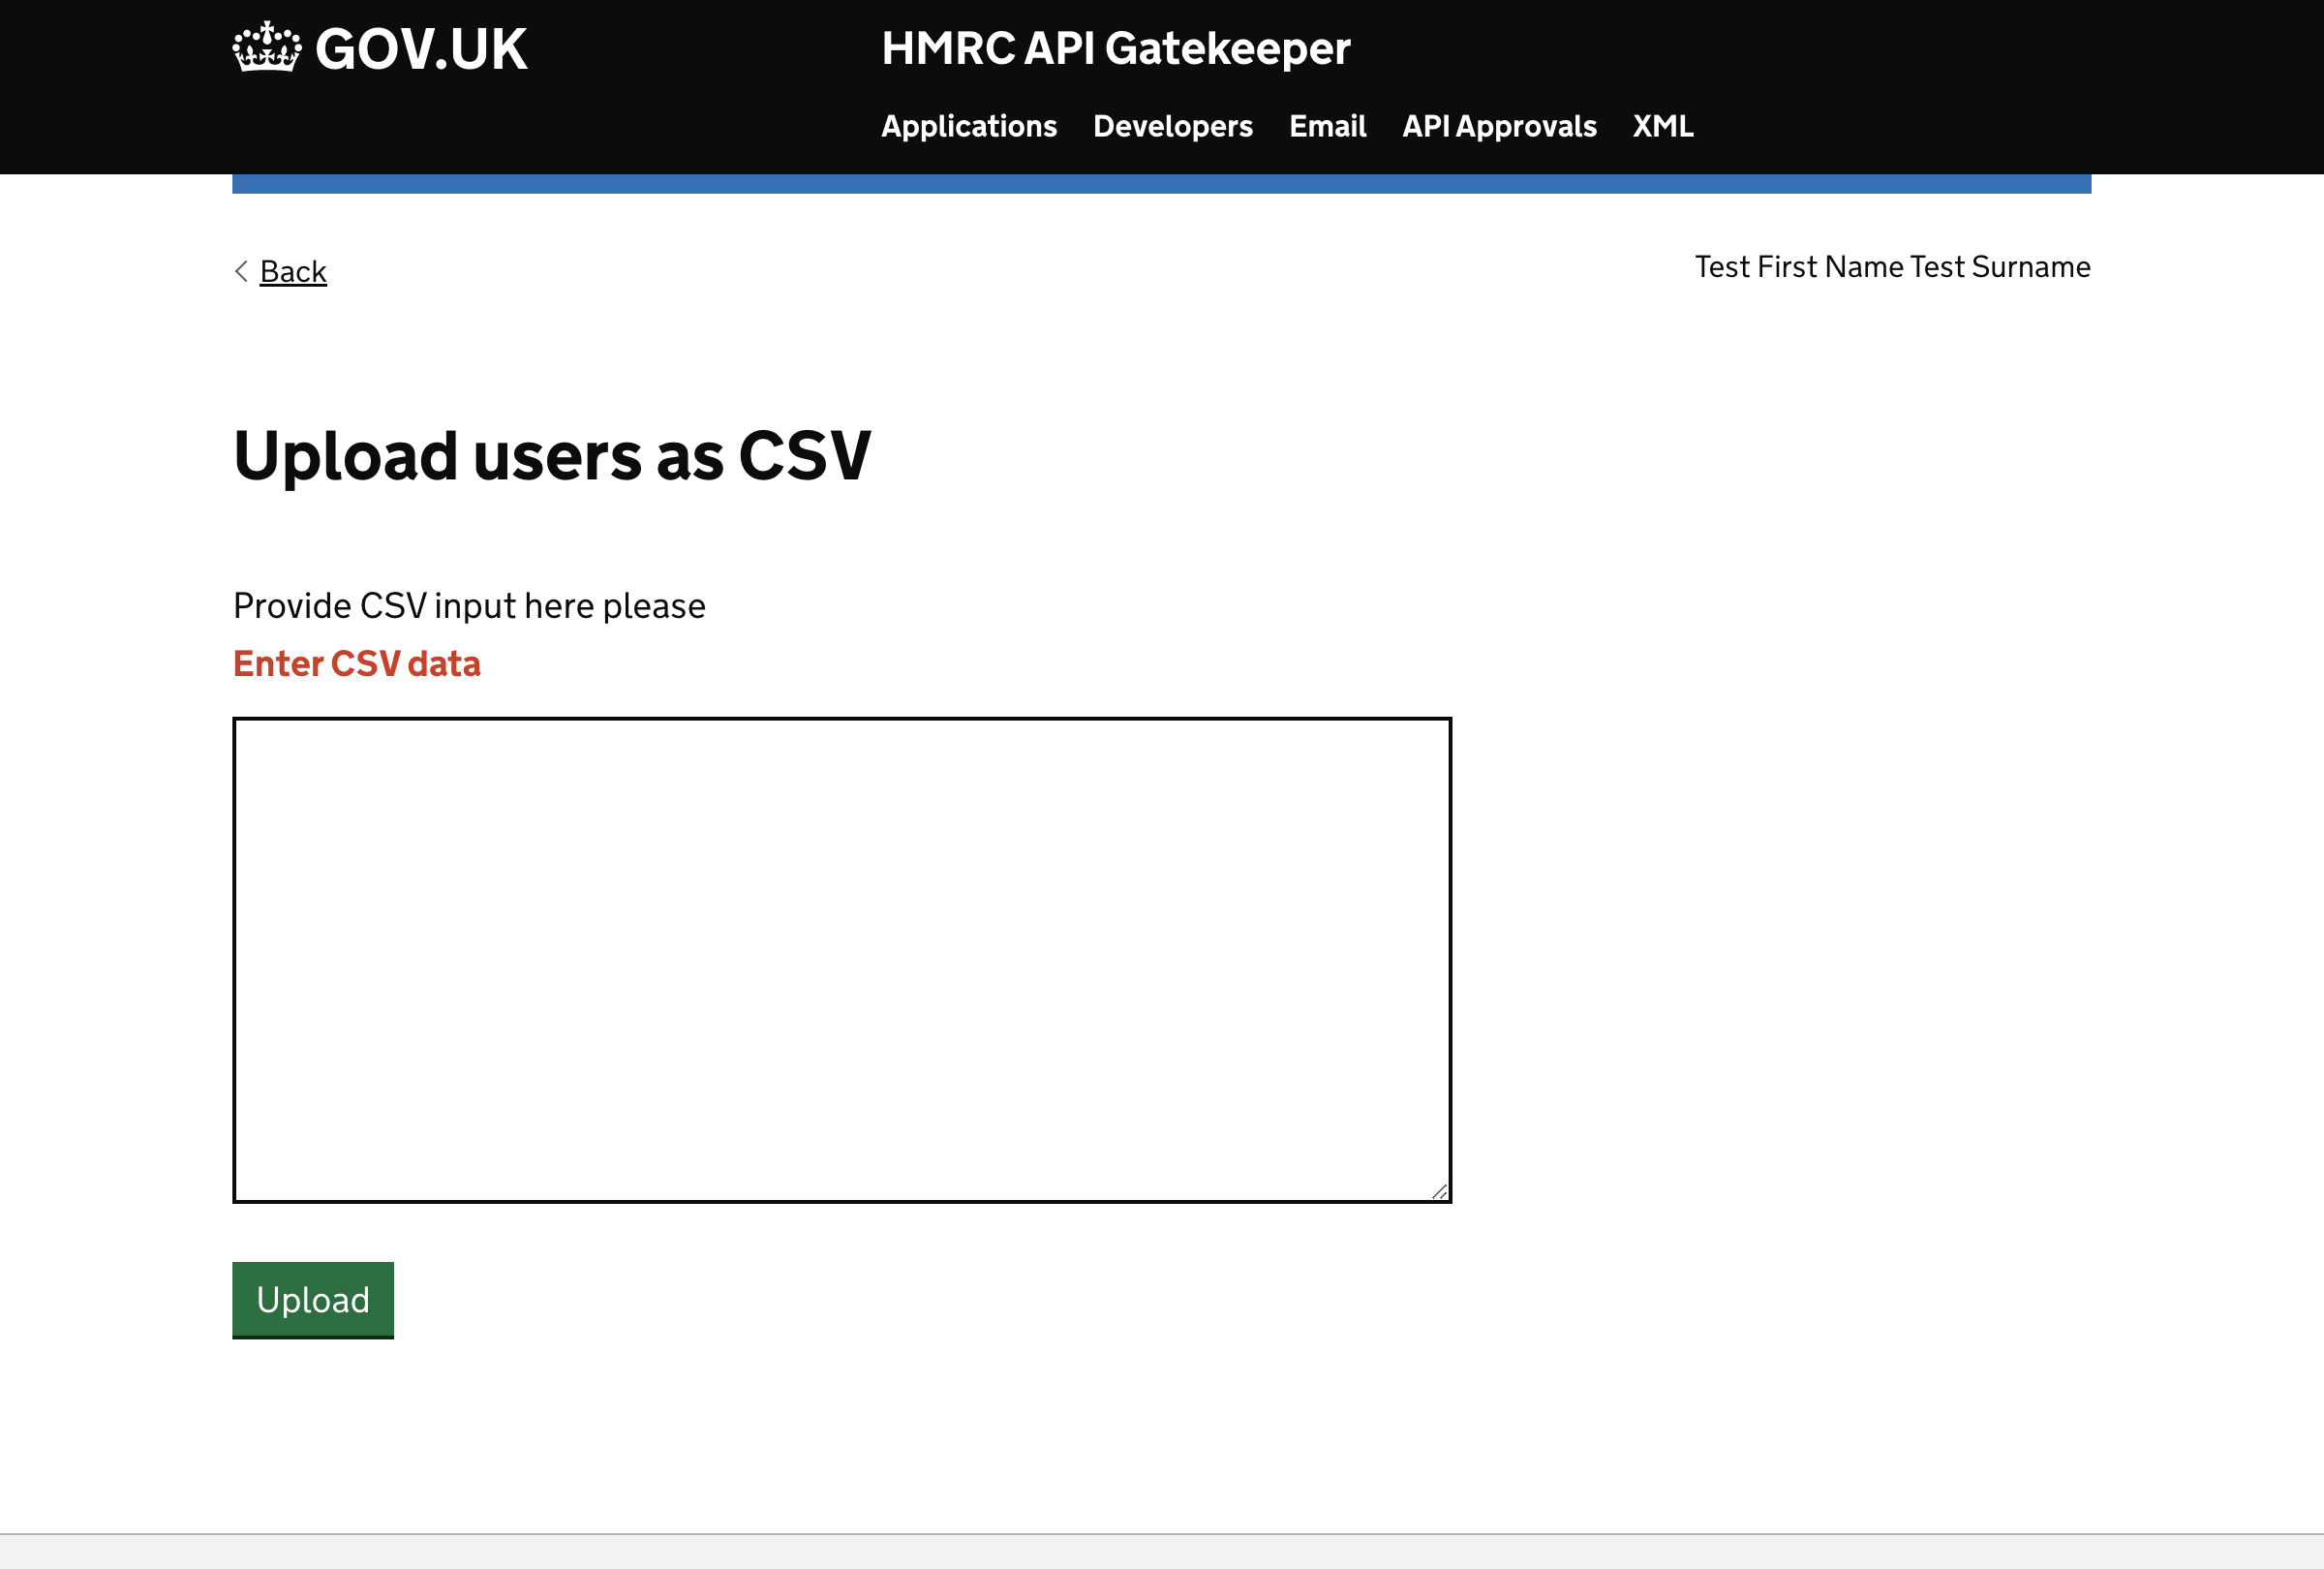 GOV.UK
HMRC API Gatekeeper
Applications Developers Email API Approvals XML
Back
Test First Name Test Surname
Upload users as CSV
Provide CSV input here please
Enter CSV data
Upload